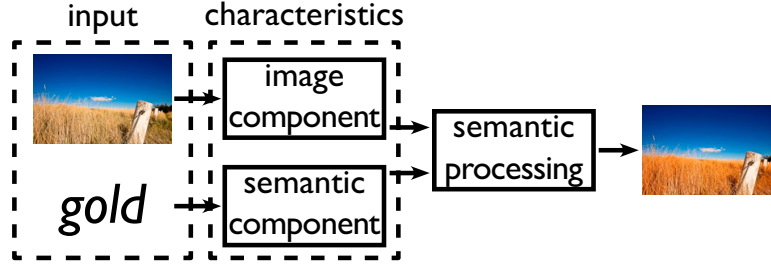 input
characteristics
image
component
gold
semantic
component
semantic
processing